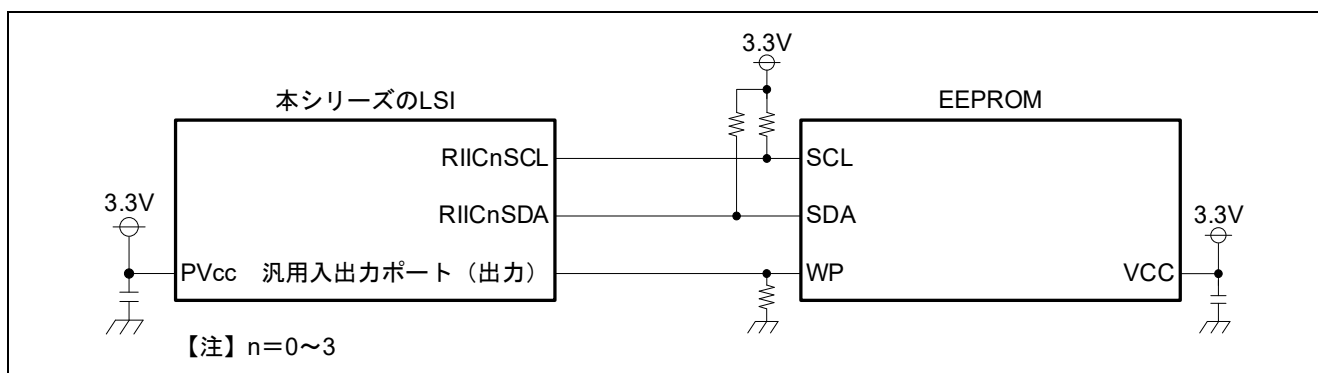 3.3V
本シリーズのLSI
EEPROM
RIICnSCL
SCL
3.3V
RIICnSDA
SDA
3.3V
PVcc 汎用入出力ポート（出力）
WP
VCC
【注】n＝0～3